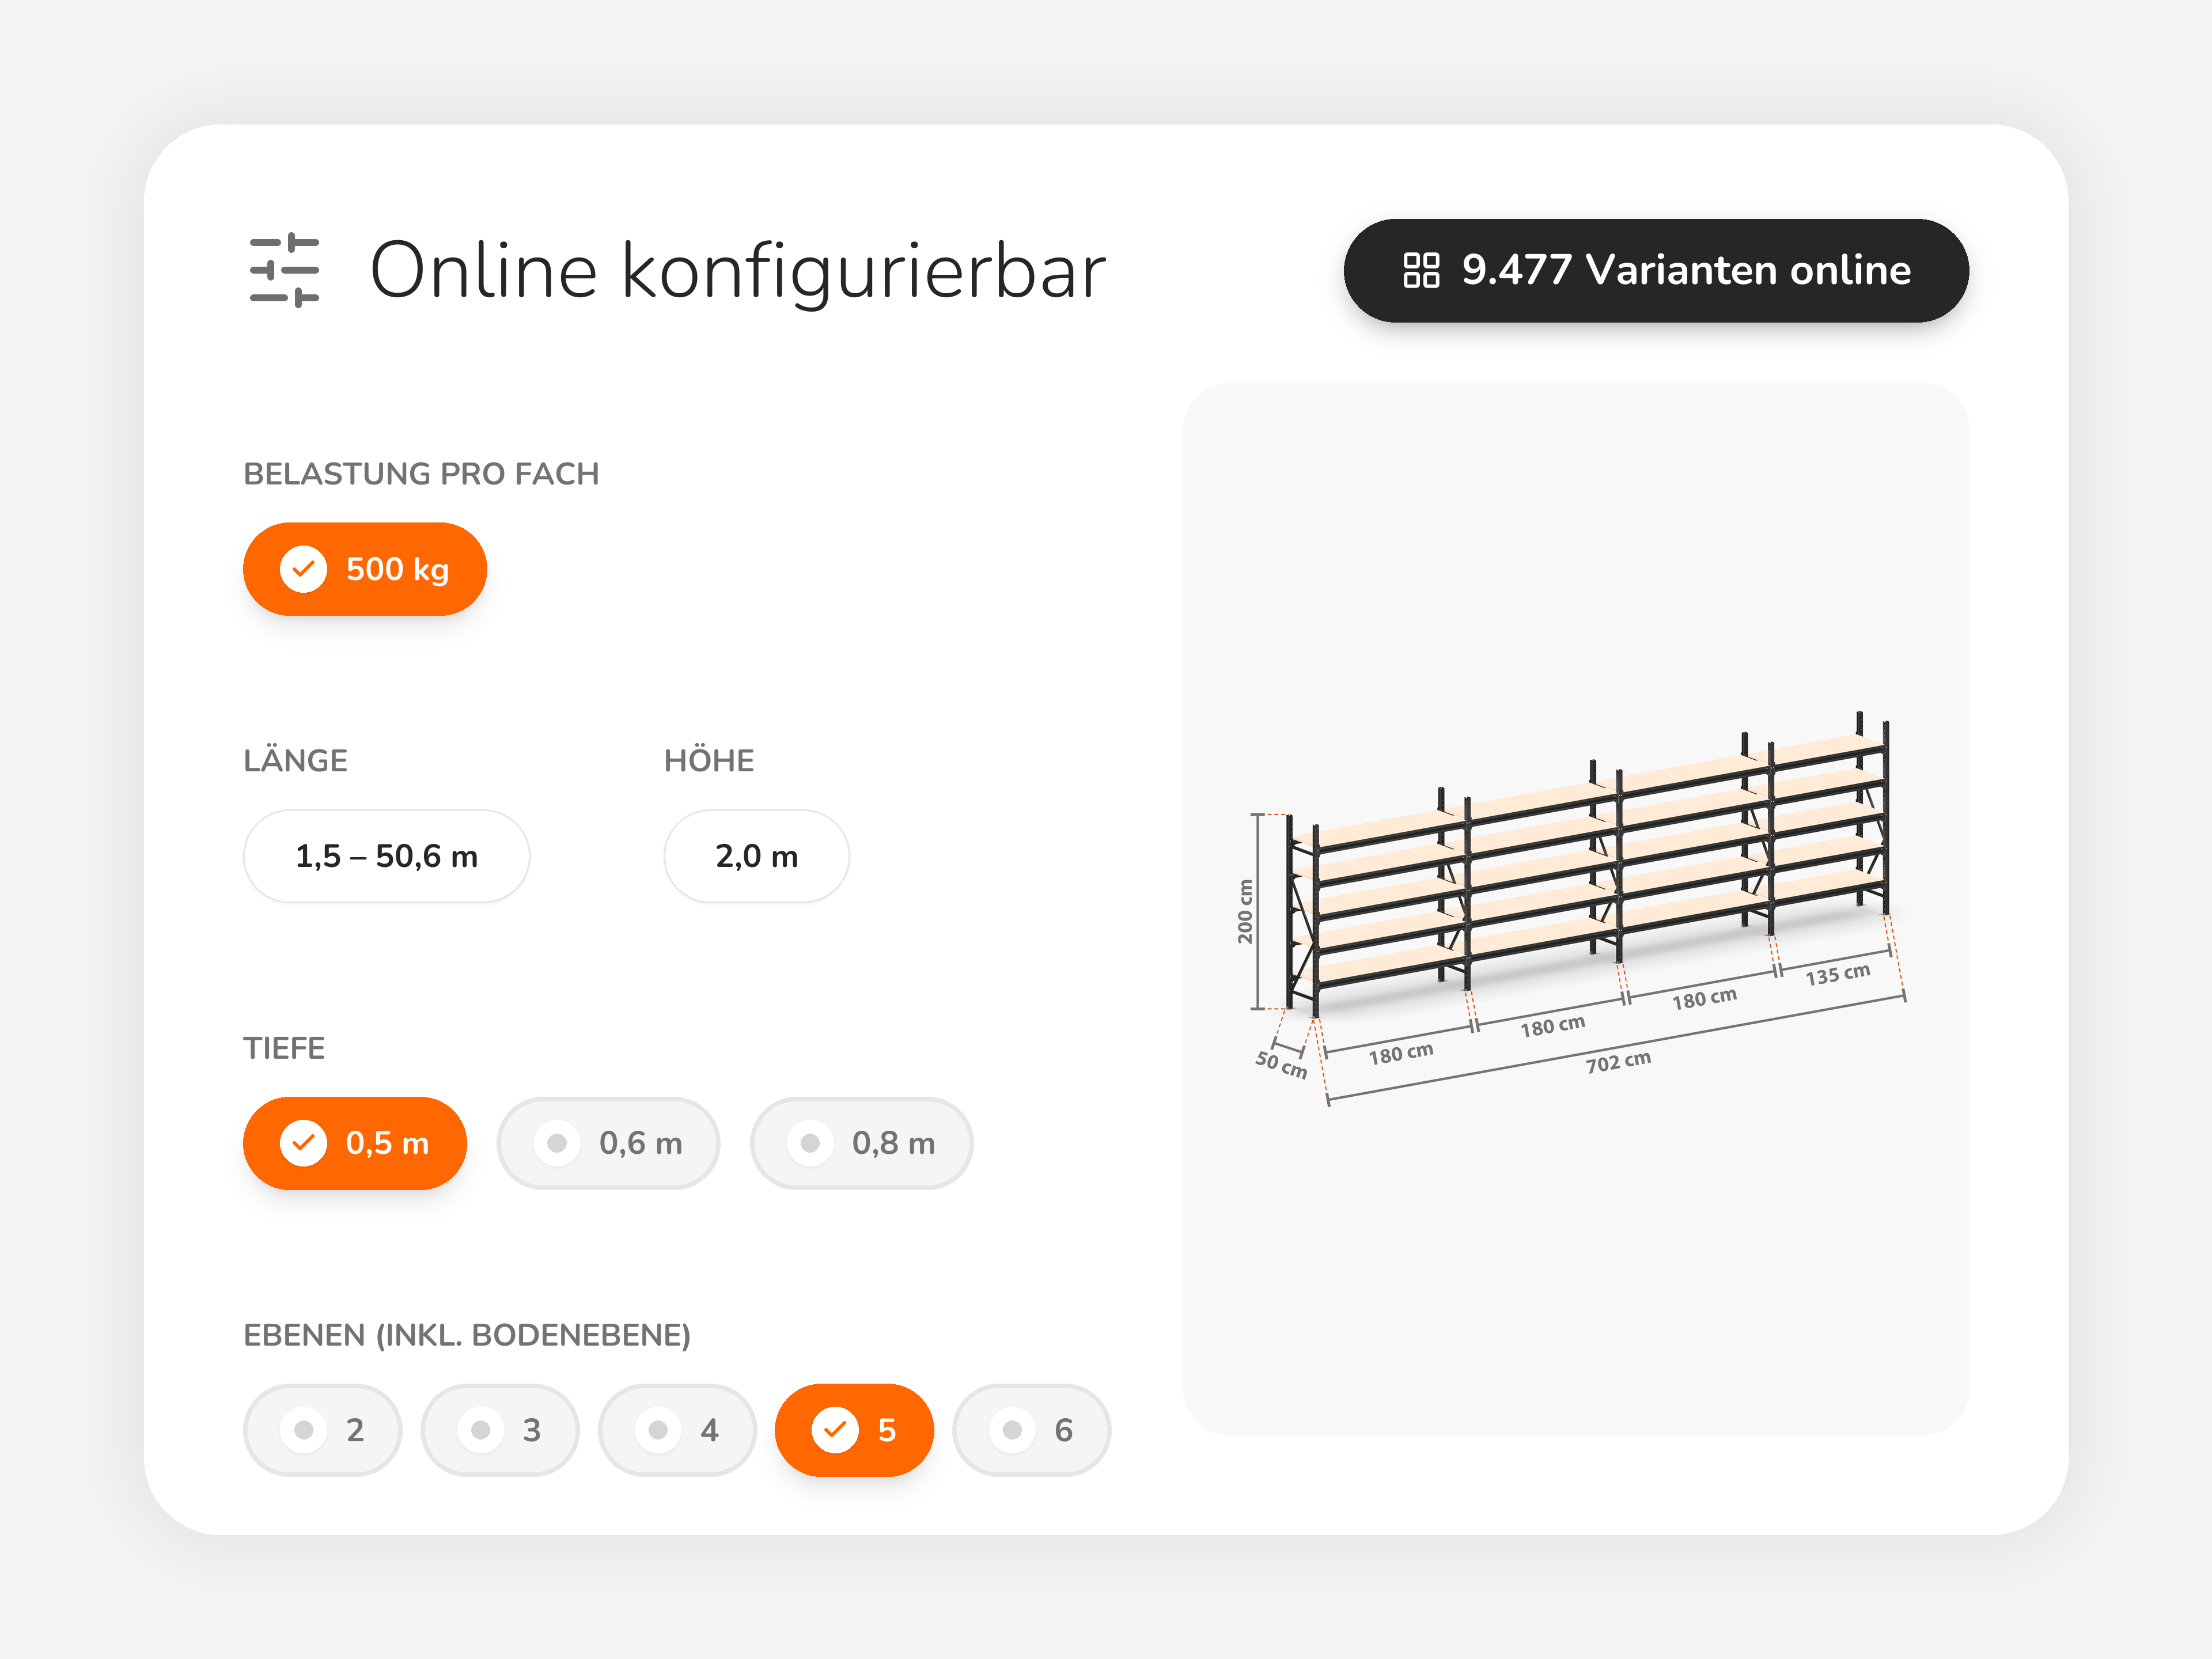 Online konfigurierbar
9.477 Varianten online
BELASTUNG PRO FACH
500 kg
LÄNGE
1,5 – 50,6 m
HÖHE
2,0 m
TIEFE
0,5 m
0,6 m
0,8 m
EBENEN (INKL. BODENEBENE)
2
3
4
5
6
200 cm
50 cm
180 cm
180 cm
180 cm
135 cm
702 cm